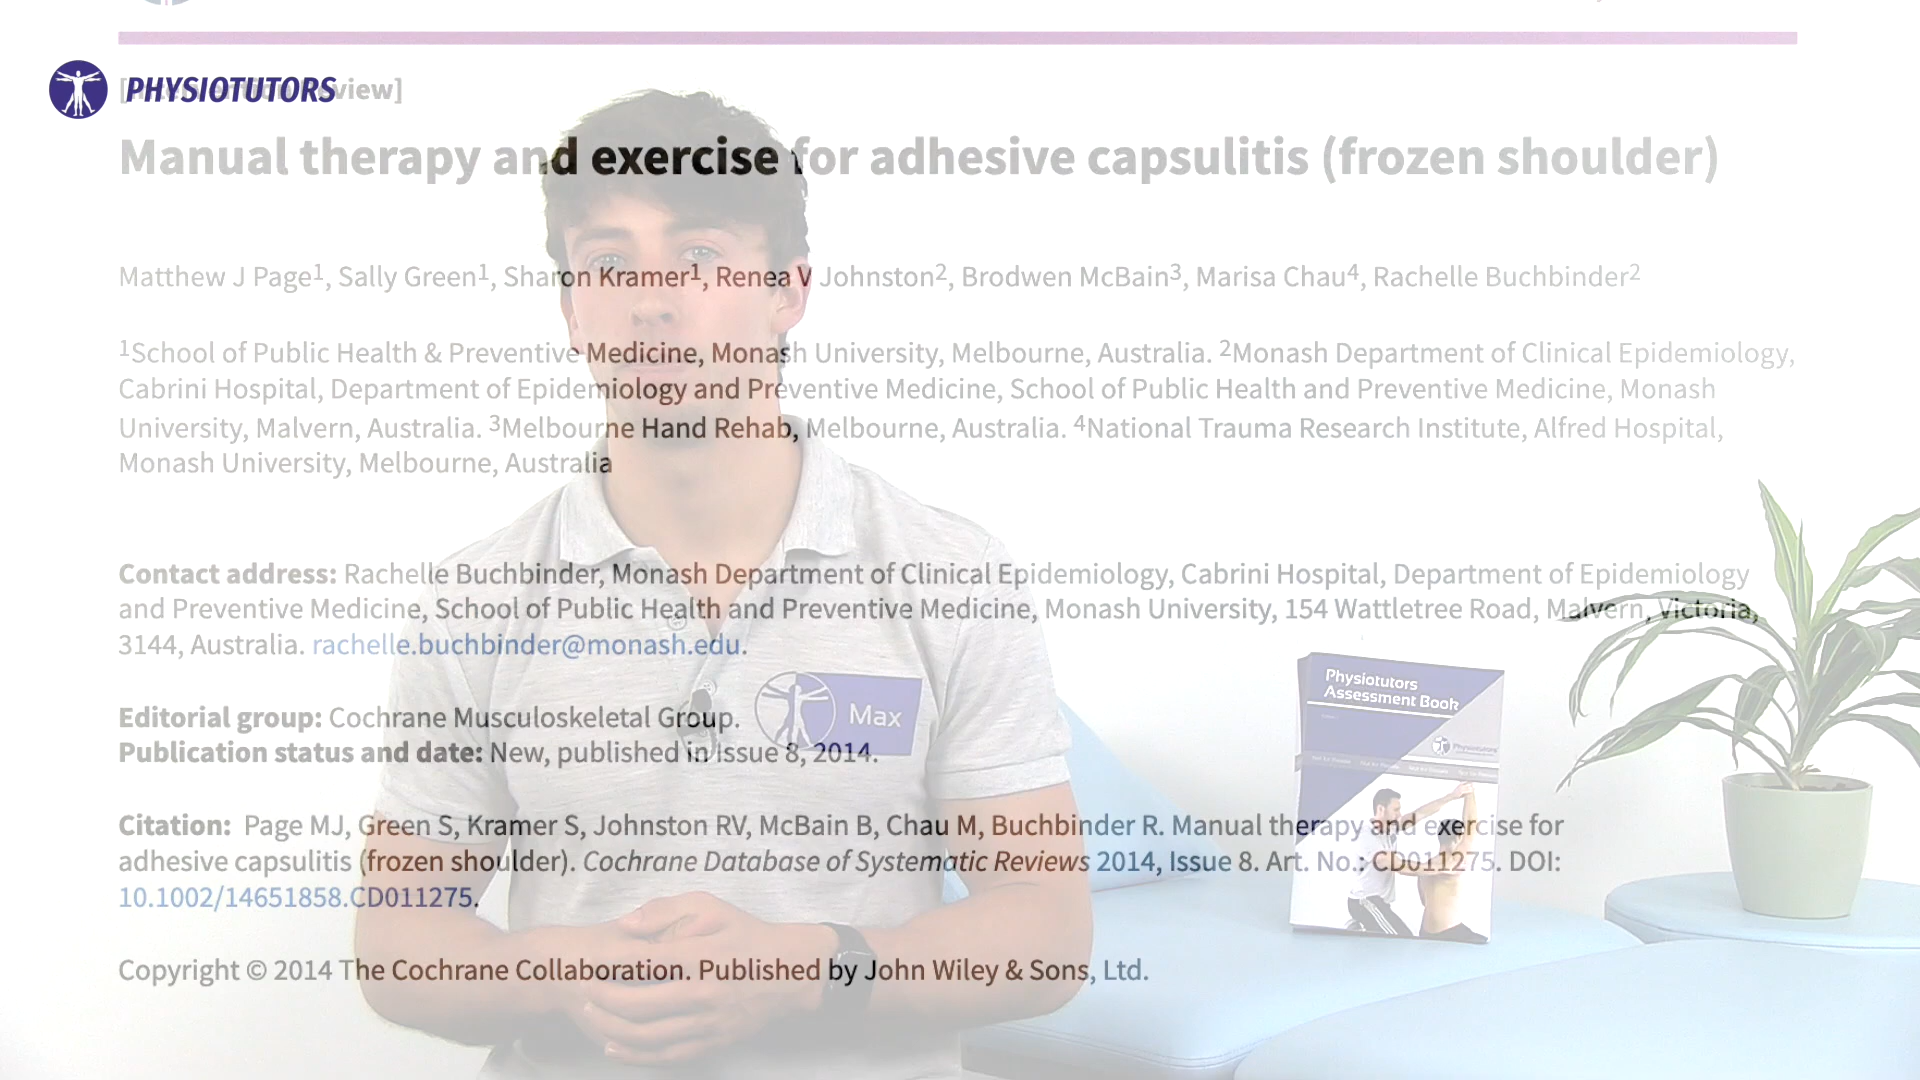 PHYSIOTUTORS
[Intervention Review]
Manual therapy and exercise for adhesive capsulitis (frozen shoulder)
Matthew J Page1, Sally Green1, Sharon Kramer1, Renea V Johnston2, Brodwen McBain3, Marisa Chau4, Rachelle Buchbinder2
1School of Public Health & Preventive Medicine, Monash University, Melbourne, Australia. 2Monash Department of Clinical Epidemiology,
Cabrini Hospital, Department of Epidemiology and Preventive Medicine, School of Public Health and Preventive Medicine, Monash
University, Malvern, Australia. 3Melbourne Hand Rehab, Melbourne, Australia. 4National Trauma Research Institute, Alfred Hospital,
Monash University, Melbourne, Australia
Contact address: Rachelle Buchbinder, Monash Department of Clinical Epidemiology, Cabrini Hospital, Department of Epidemiology
and Preventive Medicine, School of Public Health and Preventive Medicine, Monash University, 154 Wattletree Road, Malvern, Victoria,
3144, Australia. rachelle.buchbinder@monash.edu.
Editorial group: Cochrane Musculoskeletal Group.
Publication status and date: New, published in Issue 8, 2014.
Citation: Page MJ, Green S, Kramer S, Johnston RV, McBain B, Chau M, Buchbinder R. Manual therapy and exercise for
adhesive capsulitis (frozen shoulder). Cochrane Database of Systematic Reviews 2014, Issue 8. Art. No.: CD011275. DOI:
10.1002/14651858.CD011275.
Copyright © 2014 The Cochrane Collaboration. Published by John Wiley & Sons, Ltd.
Max
Physiotutors
Assessment Book
Physiotutors